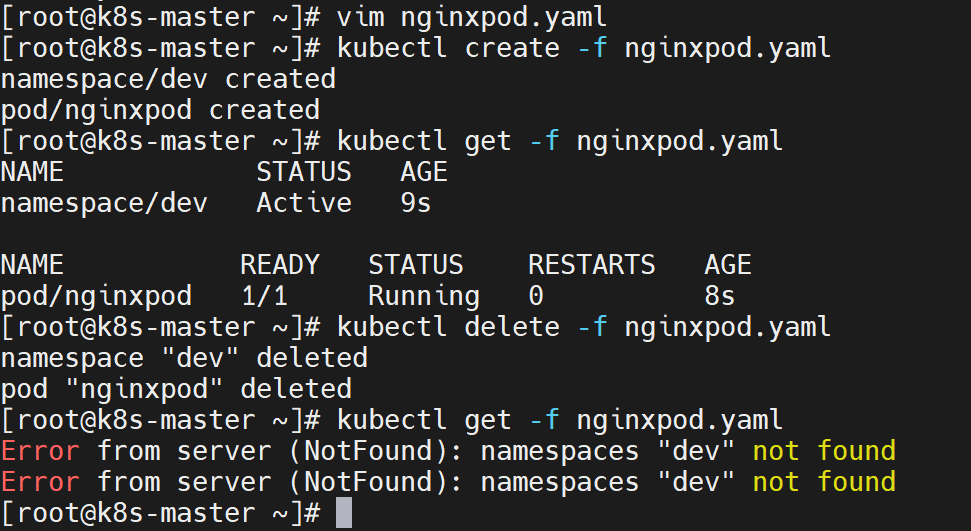 [root@k8s-master ~]# vim nginxpod.yaml
[root@k8s-master ~]# kubectl create -f nginxpod.yaml
namespace/dev created
pod/nginxpod created
[root@k8s-master ~]# kubectl get -f nginxpod.yaml
NAME            STATUS   AGE
namespace/dev   Active   9s

NAME           READY   STATUS    RESTARTS   AGE
pod/nginxpod   1/1     Running   0          8s
[root@k8s-master ~]# kubectl delete -f nginxpod.yaml
namespace "dev" deleted
pod "nginxpod" deleted
[root@k8s-master ~]# kubectl get -f nginxpod.yaml
Error from server (NotFound): namespaces "dev" not found
Error from server (NotFound): namespaces "dev" not found
[root@k8s-master ~]#